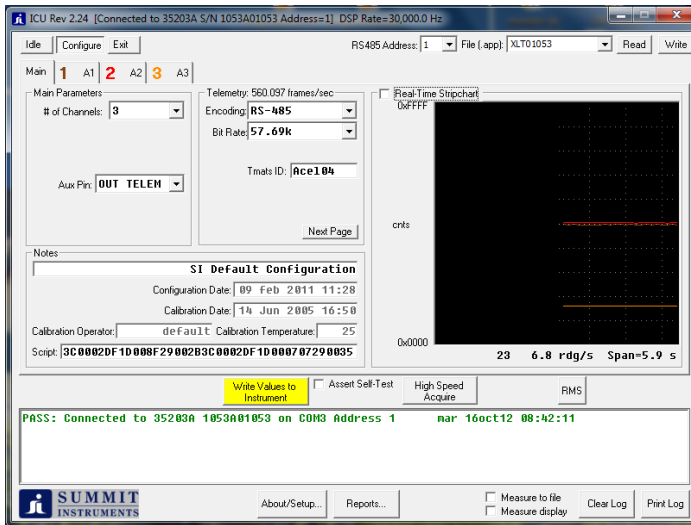 ICU Rev 2.24 [Connected to 35203A S/N 1053A01053 Address=1] DSP Rate=30,000.0 Hz
Idle Configure Exit RS485 Address: 1 File (.app): XLT01053 Read Write
Main 1 A1 2 A2 3 A3
Main Parameters
# of Channels: 3
Aux Pin: OUT TELEM
Telemetry: 560.097 frames/sec
Encoding: RS-485
Bit Rate: 57.69k
Tmats ID: Acel04
Next Page
Real-Time Stripchart
0xFFFF
cnts
0x0000
23 6.8 rdg/s Span=5.9 s
Notes
SI Default Configuration
Configuration Date: 09 Feb 2011 11:28
Calibration Date: 14 Jun 2005 16:50
Calibration Operator: default Calibration Temperature: 25
Script: 3C0002DF1D008F29002B3C0002DF1D000707290035
Write Values to
Instrument
Assert Self-Test
High Speed
Acquire
RMS
PASS: Connected to 35203A 1053A01053 on COM3 Address 1 mar 16oct12 08:42:11
SUMMIT
INSTRUMENTS
About/Setup... Reports...
Measure to file
Measure display
Clear Log Print Log